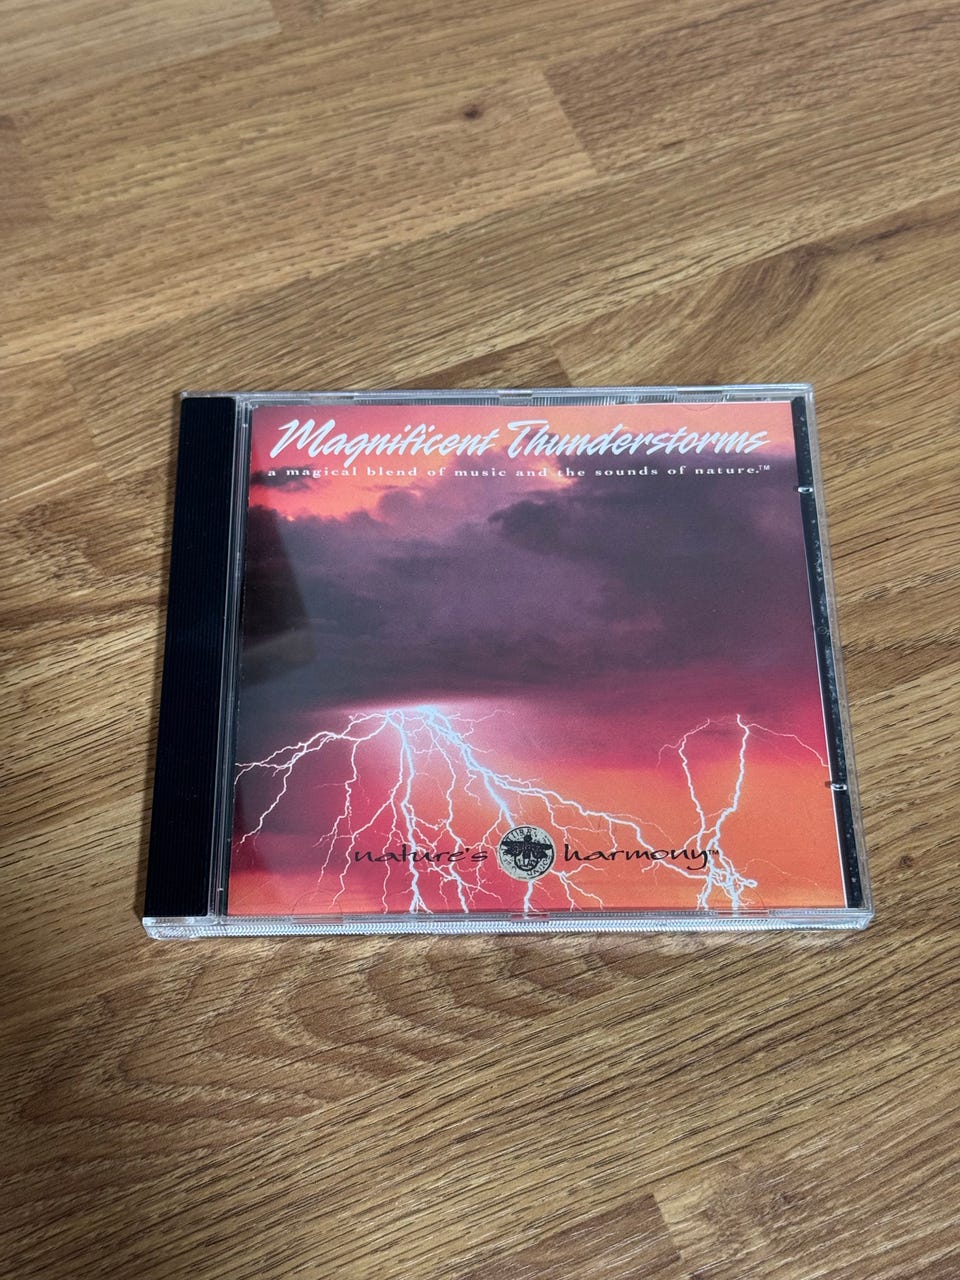 Magnificent Thunderstorms
a magical blend of music and the sounds of nature.™
nature's harmony™